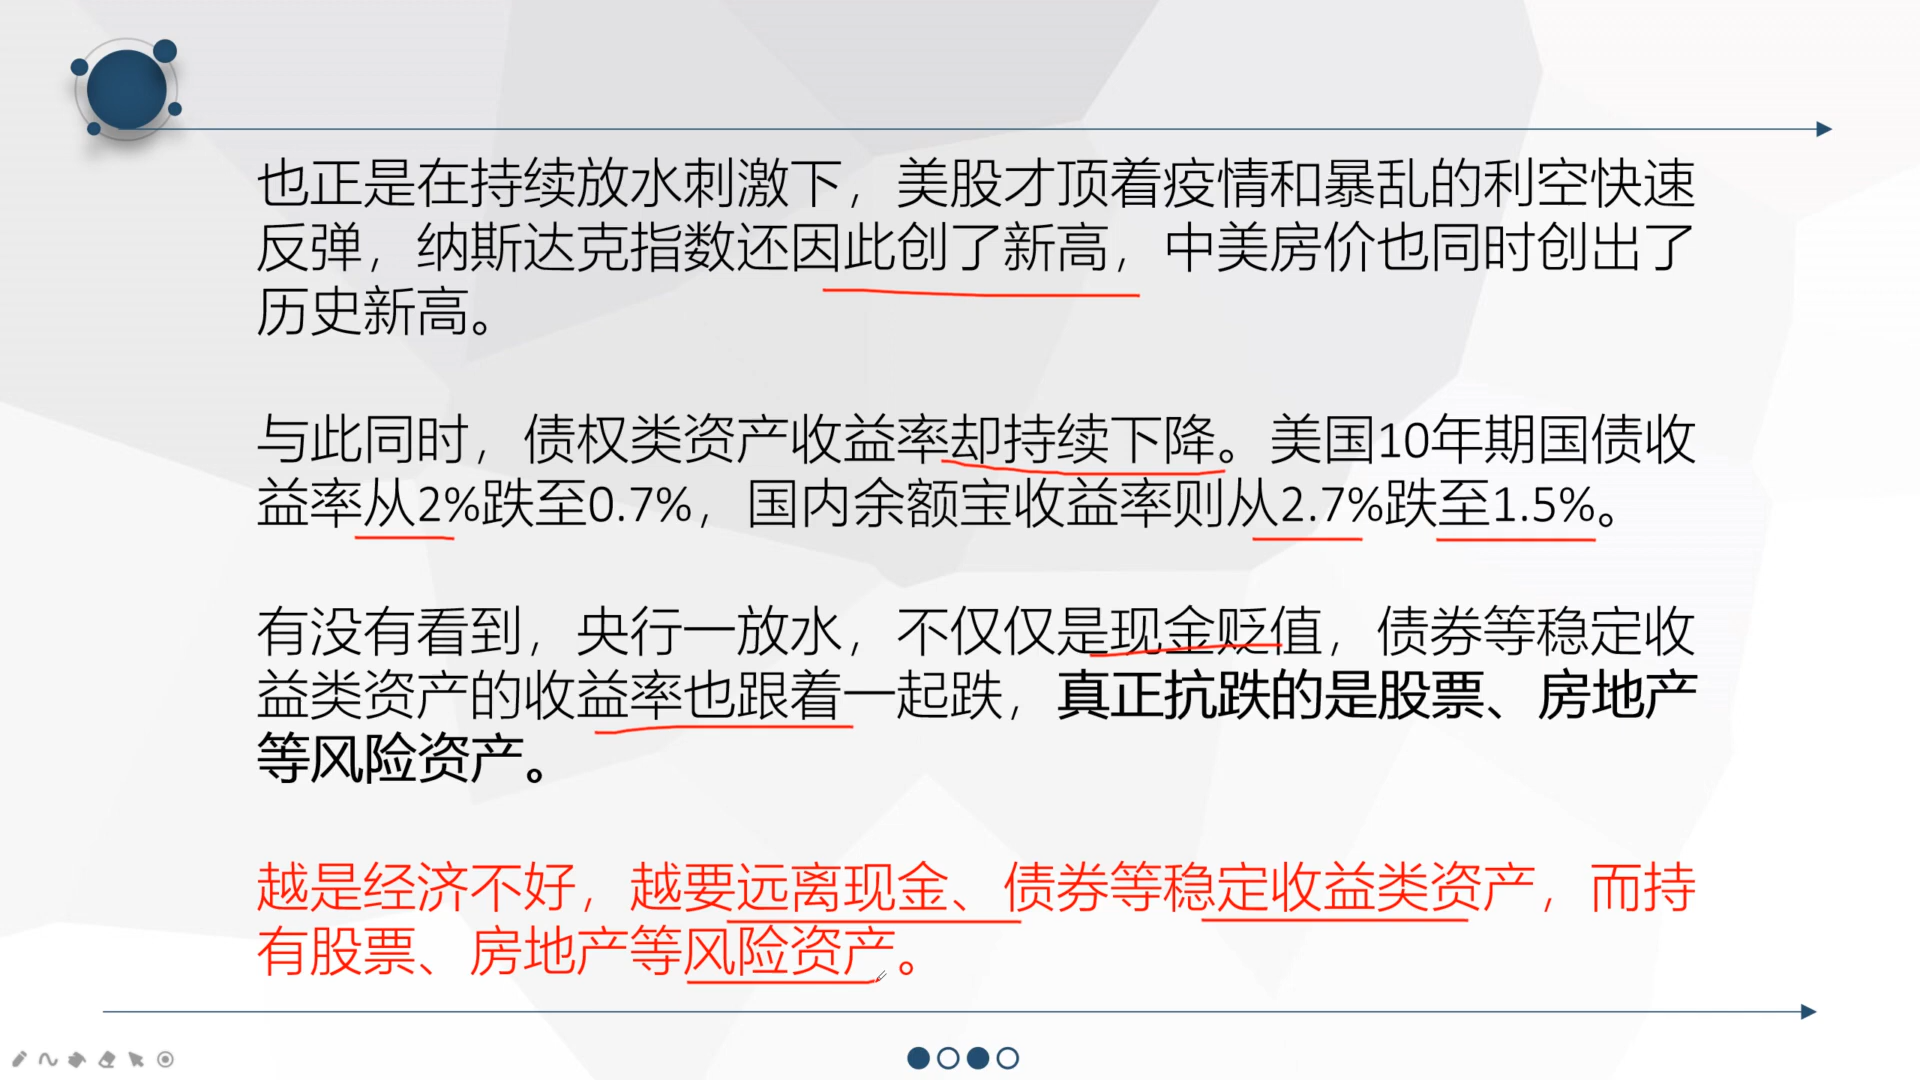 也正是在持续放水刺激下，美股才顶着疫情和暴乱的利空快速
反弹，纳斯达克指数还因此创了新高，中美房价也同时创出了
历史新高。
与此同时，债权类资产收益率却持续下降。美国10年期国债收
益率从2%跌至0.7%，国内余额宝收益率则从2.7%跌至1.5%。
有没有看到，央行一放水，不仅仅是现金贬值，债券等稳定收
益类资产的收益率也跟着一起跌，真正抗跌的是股票、房地产
等风险资产。
越是经济不好，越要远离现金、债券等稳定收益类资产，而持
有股票、房地产等风险资产。